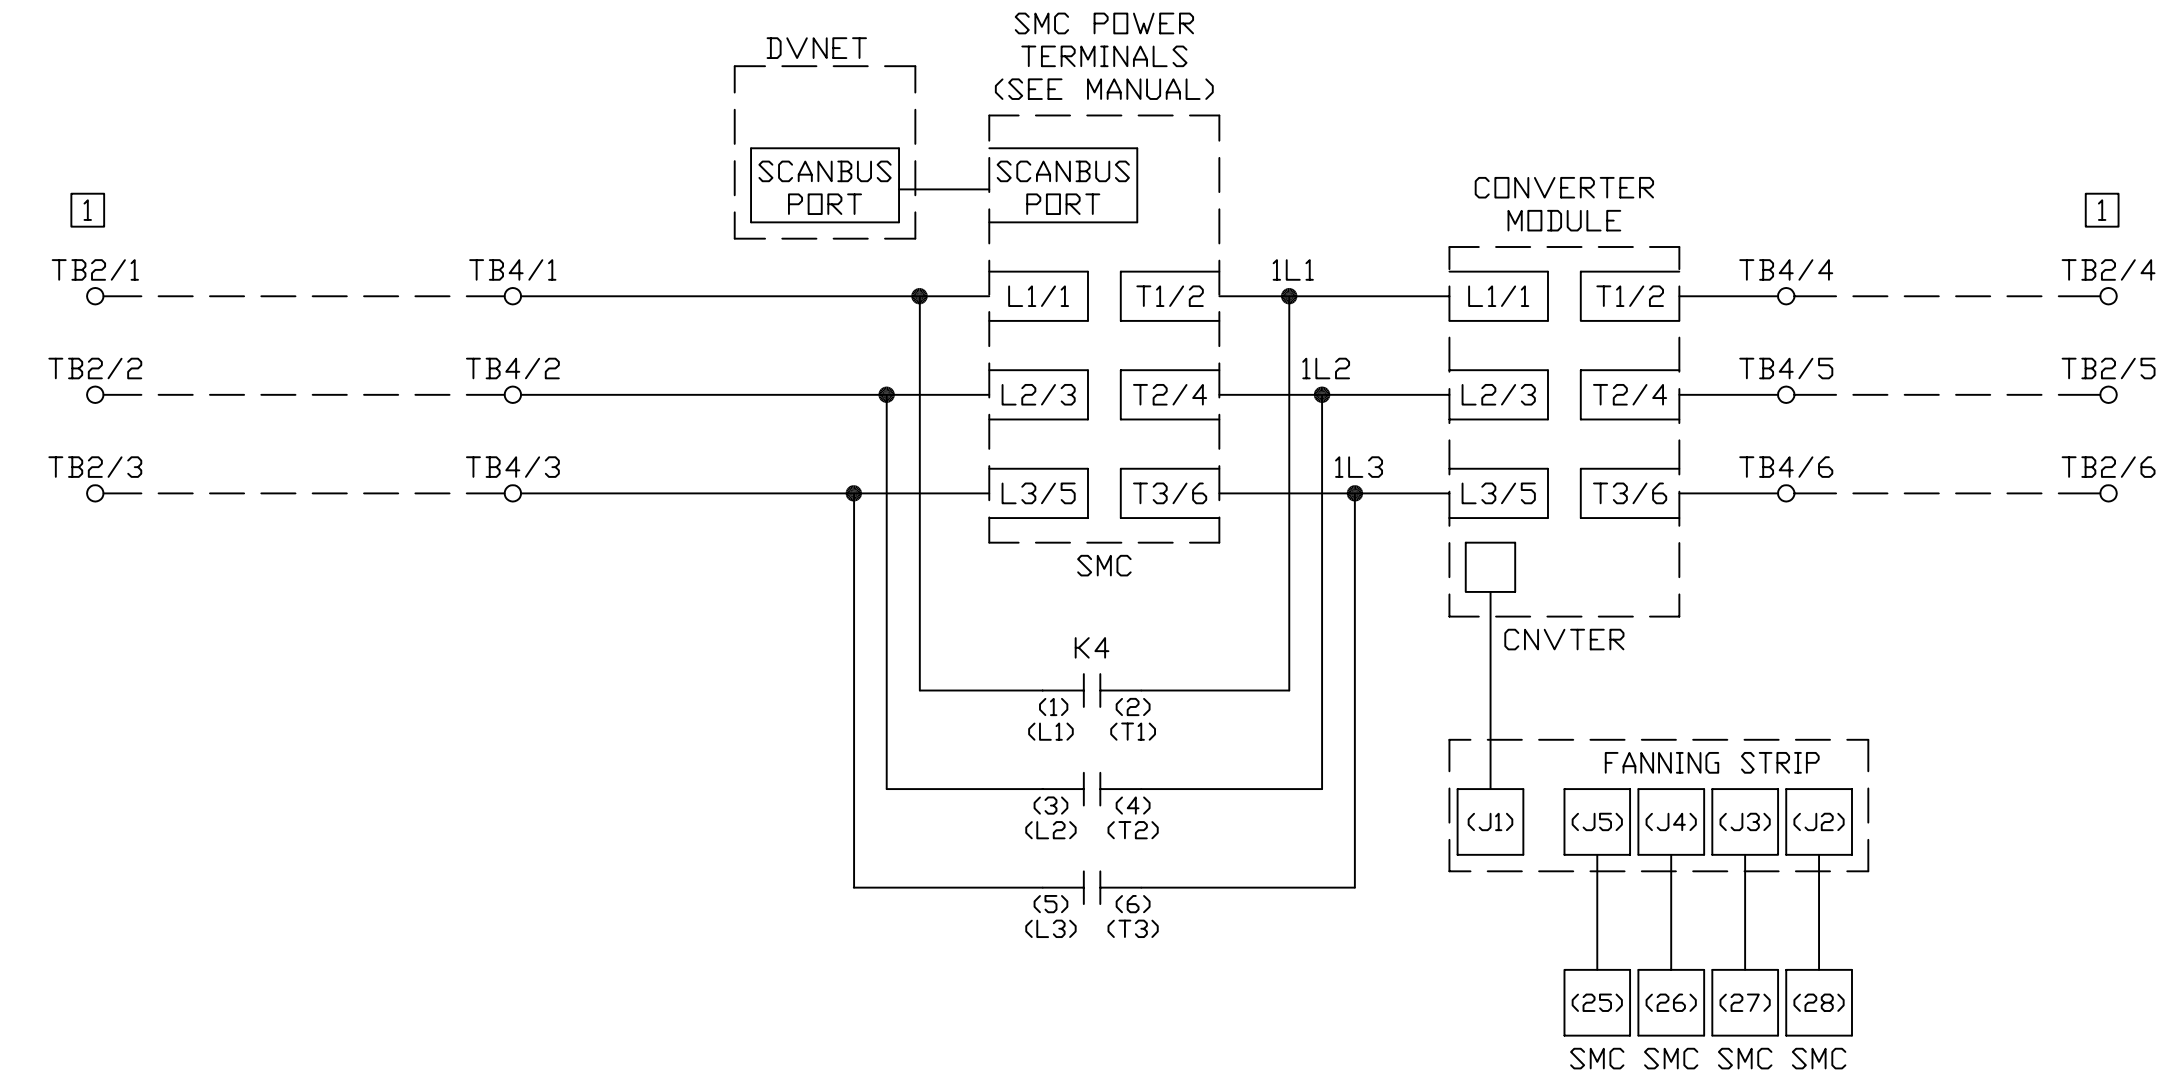 SMC POWER
TERMINALS
(SEE MANUAL)
DVNET
SCANBUS
PORT
SCANBUS
PORT
CONVERTER
MODULE
1
1
TB2/1
TB4/1
L1/1
T1/2
1L1
L1/1
T1/2
TB4/4
TB2/4
TB2/2
TB4/2
L2/3
T2/4
1L2
L2/3
T2/4
TB4/5
TB2/5
TB2/3
TB4/3
L3/5
T3/6
1L3
L3/5
T3/6
TB4/6
TB2/6
SMC
CNVTER
K4
(1)
(L1)
(2)
(T1)
(3)
(L2)
(4)
(T2)
(5)
(L3)
(6)
(T3)
FANNING STRIP
(J1)
(J5)
(J4)
(J3)
(J2)
(25)
(26)
(27)
(28)
SMC
SMC
SMC
SMC